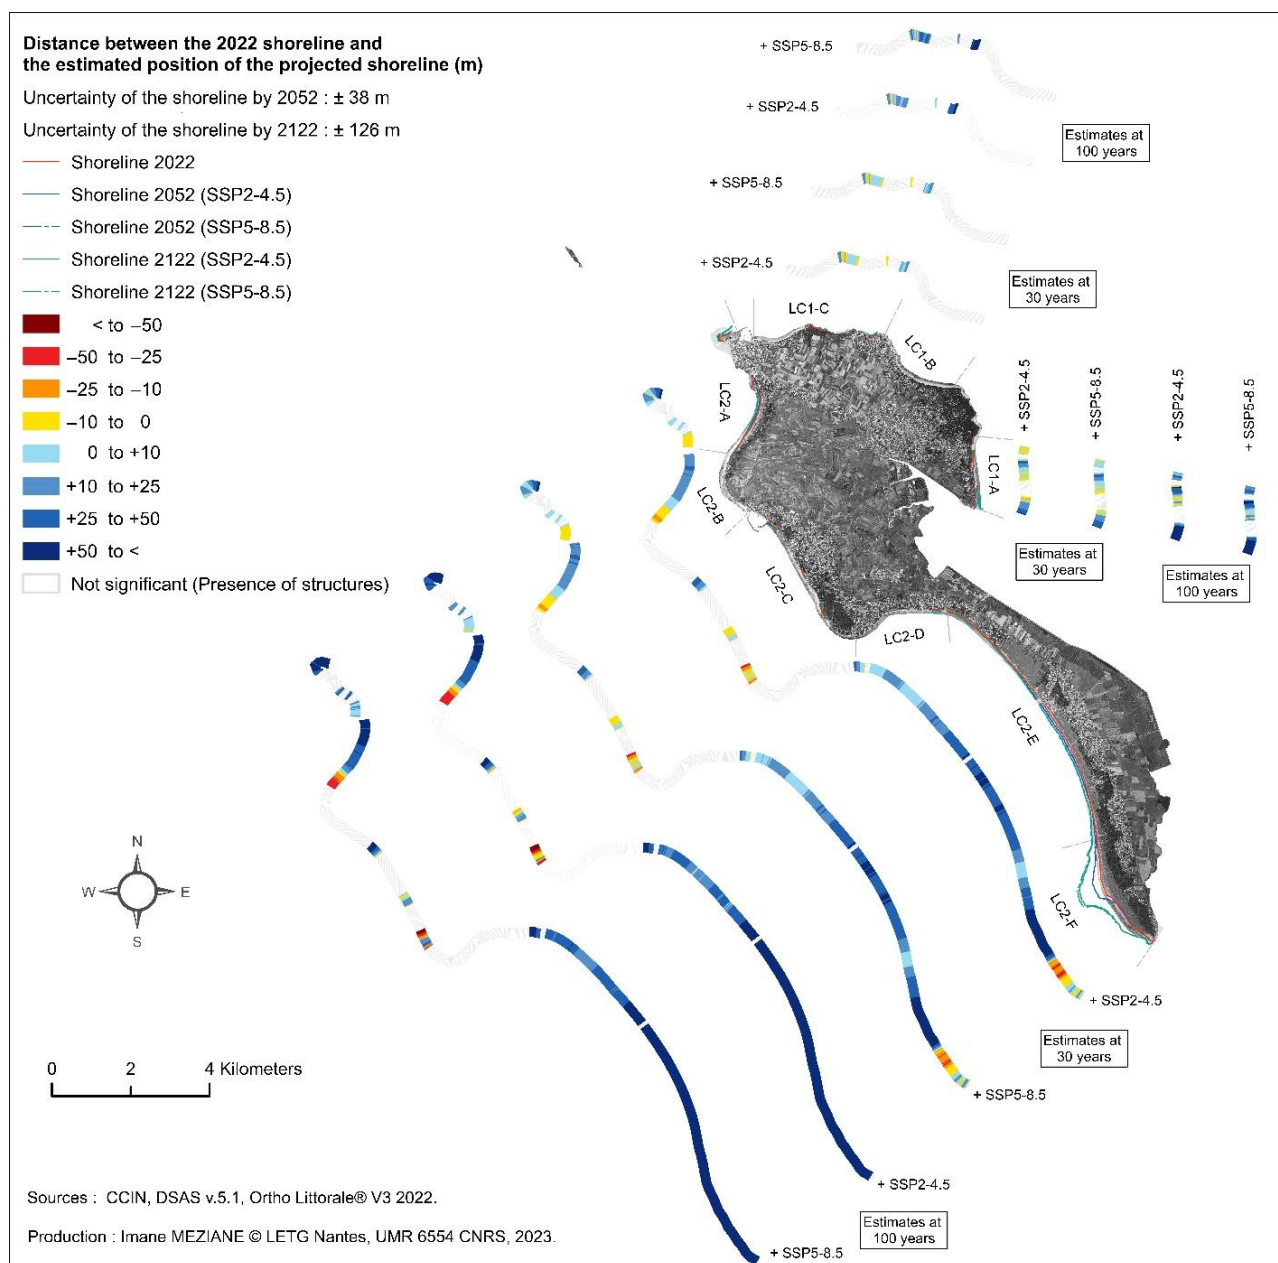 Distance between the 2022 shoreline and
the estimated position of the projected shoreline (m)
Uncertainty of the shoreline by 2052 : ± 38 m
Uncertainty of the shoreline by 2122 : ± 126 m
Shoreline 2022
Shoreline 2052 (SSP2-4.5)
Shoreline 2052 (SSP5-8.5)
Shoreline 2122 (SSP2-4.5)
Shoreline 2122 (SSP5-8.5)
< to –50
–50 to –25
–25 to –10
–10 to 0
0 to +10
+10 to +25
+25 to +50
+50 to <
Not significant (Presence of structures)
+ SSP5-8.5
+ SSP2-4.5
Estimates at
100 years
+ SSP5-8.5
+ SSP2-4.5
Estimates at
30 years
LC1-C
LC1-B
LC1-A
LC2-A
LC2-B
LC2-C
LC2-D
LC2-E
LC2-F
+ SSP2-4.5
+ SSP5-8.5
+ SSP2-4.5
+ SSP5-8.5
Estimates at
30 years
Estimates at
100 years
N
W
E
S
+ SSP2-4.5
Estimates at
30 years
+ SSP5-8.5
+ SSP2-4.5
Estimates at
100 years
+ SSP5-8.5
0 2 4 Kilometers
Sources : CCIN, DSAS v.5.1, Ortho Littorale® V3 2022.
Production : Imane MEZIANE © LETG Nantes, UMR 6554 CNRS, 2023.